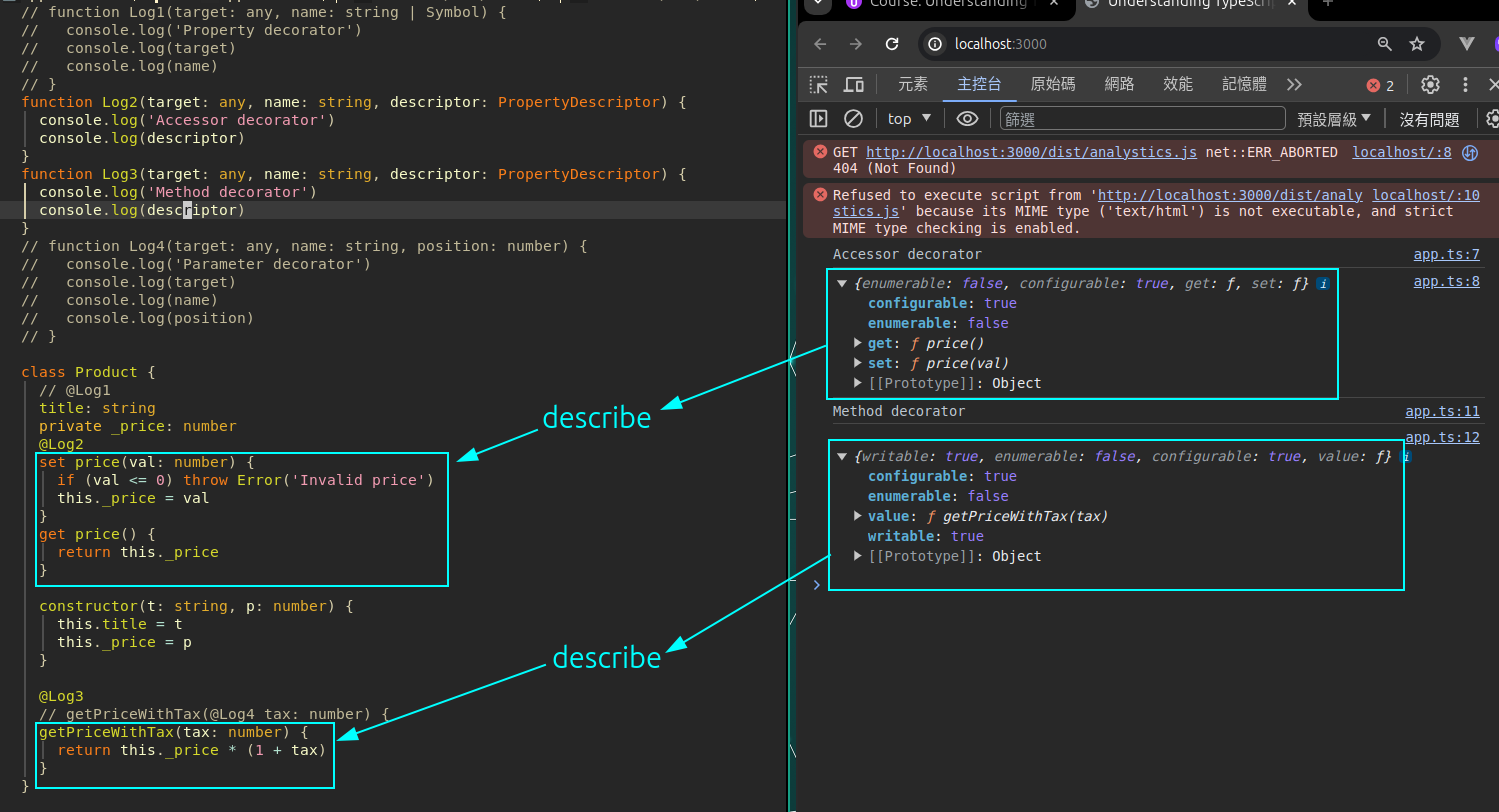 // function Log1(target: any, name: string | Symbol) {
//   console.log('Property decorator')
//   console.log(target)
//   console.log(name)
// }
function Log2(target: any, name: string, descriptor: PropertyDescriptor) {
  console.log('Accessor decorator')
  console.log(descriptor)
}
function Log3(target: any, name: string, descriptor: PropertyDescriptor) {
  console.log('Method decorator')
  console.log(descriptor)
}
// function Log4(target: any, name: string, position: number) {
//   console.log('Parameter decorator')
//   console.log(target)
//   console.log(name)
//   console.log(position)
// }
class Product {
  // @Log1
  title: string
  private _price: number
  @Log2
  set price(val: number) {
    if (val <= 0) throw Error('Invalid price')
    this._price = val
  }
  get price() {
    return this._price
  }
  constructor(t: string, p: number) {
    this.title = t
    this._price = p
  }
  @Log3
  // getPriceWithTax(@Log4 tax: number) {
  getPriceWithTax(tax: number) {
    return this._price * (1 + tax)
  }
}
describe
describe
Course: Understanding
Understanding TypeScri
localhost:3000
元素 主控台 原始碼 網路 效能 記憶體 2
top 篩選 預設層級 沒有問題
GET http://localhost:3000/dist/analystics.js net::ERR_ABORTED localhost/:8
404 (Not Found)
Refused to execute script from 'http://localhost:3000/dist/analy localhost/:10
stics.js' because its MIME type ('text/html') is not executable, and strict
MIME type checking is enabled.
Accessor decorator app.ts:7
{enumerable: false, configurable: true, get: ƒ, set: ƒ} i app.ts:8
configurable: true
enumerable: false
get: ƒ price()
set: ƒ price(val)
[[Prototype]]: Object
Method decorator app.ts:11
app.ts:12
{writable: true, enumerable: false, configurable: true, value: ƒ} i
configurable: true
enumerable: false
value: ƒ getPriceWithTax(tax)
writable: true
[[Prototype]]: Object